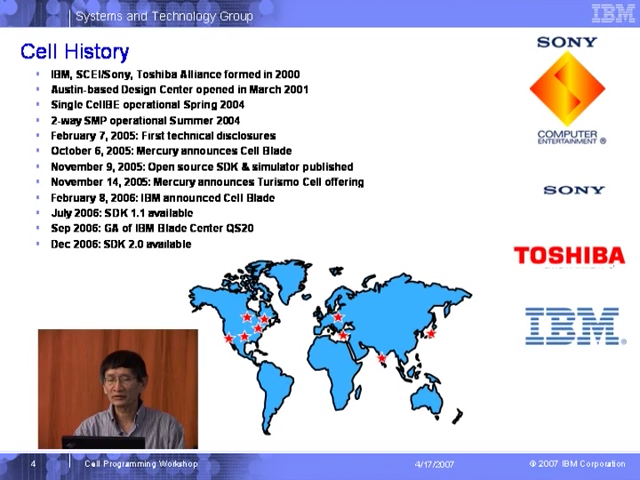 Systems and Technology Group
IBM
Cell History
IBM, SCEI/Sony, Toshiba Alliance formed in 2000
Austin-based Design Center opened in March 2001
Single CellBE operational Spring 2004
2-way SMP operational Summer 2004
February 7, 2005: First technical disclosures
October 6, 2005: Mercury announces Cell Blade
November 9, 2005: Open source SDK & simulator published
November 14, 2005: Mercury announces Turismo Cell offering
February 8, 2006: IBM announced Cell Blade
July 2006: SDK 1.1 available
Sep 2006: GA of IBM Blade Center QS20
Dec 2006: SDK 2.0 available
SONY
COMPUTER
ENTERTAINMENT ®
SONY
TOSHIBA
IBM®
4
Cell Programming Workshop
4/17/2007
© 2007 IBM Corporation